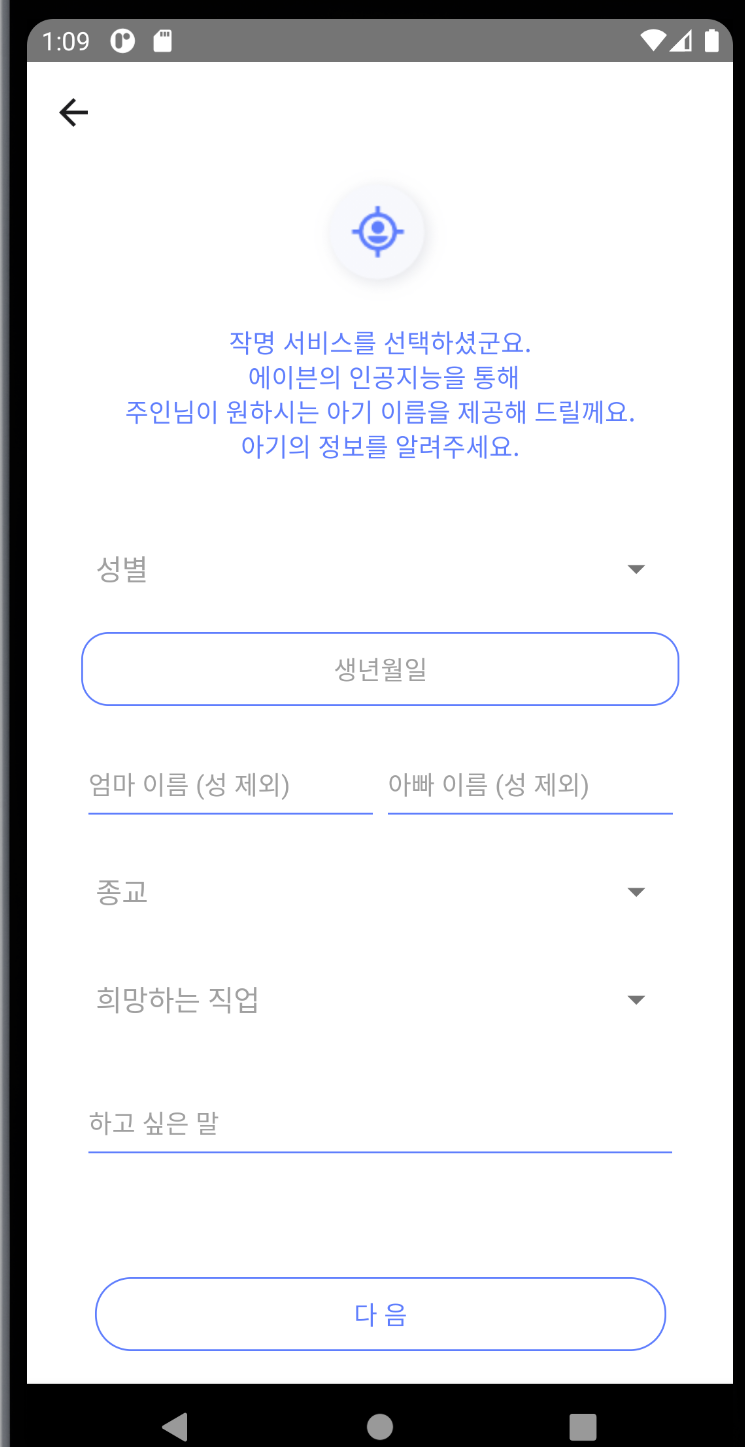 1:09
작명 서비스를 선택하셨군요.
에이븐의 인공지능을 통해
주인님이 원하시는 아기 이름을 제공해 드릴께요.
아기의 정보를 알려주세요.
성별
생년월일
엄마 이름 (성 제외)
아빠 이름 (성 제외)
종교
희망하는 직업
하고 싶은 말
다 음